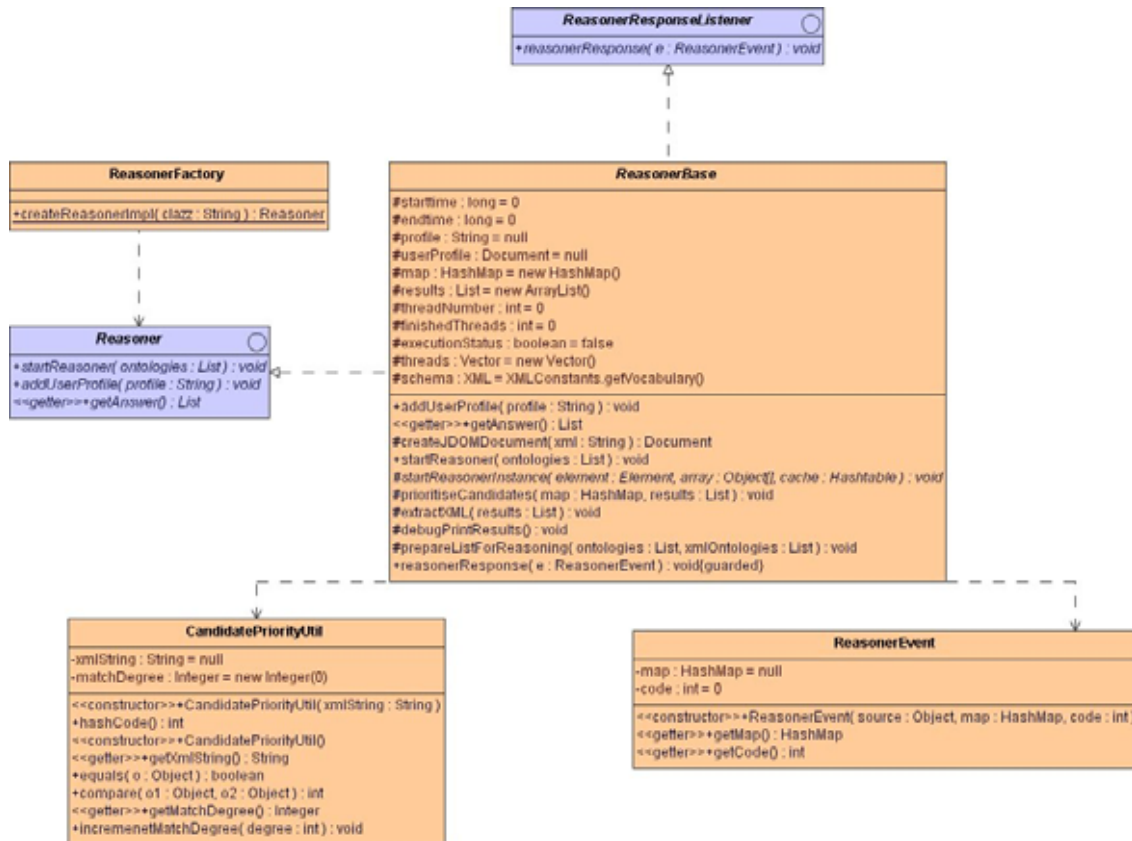 ReasonerResponseListener
+reasonerResponse( e : ReasonerEvent ) : void
ReasonerFactory
+createReasonerImpl( clazz : String ) : Reasoner
Reasoner
+startReasoner( ontologies : List ) : void
+addUserProfile( profile : String ) : void
<<getter>>+getAnswer() : List
ReasonerBase
#starttime : long = 0
#endtime : long = 0
#profile : String = null
#userProfile : Document = null
#map : HashMap = new HashMap()
#results : List = new ArrayList()
#threadNumber : int = 0
#finishedThreads : int = 0
#executionStatus : boolean = false
#threads : Vector = new Vector()
#schema : XML = XMLConstants.getVocabulary()
+addUserProfile( profile : String ) : void
<<getter>>+getAnswer() : List
#createJDOMDocument( xml : String ) : Document
+startReasoner( ontologies : List ) : void
#startReasonerInstance( element : Element, array : Object[], cache : Hashtable ) : void
#prioritiseCandidates( map : HashMap, results : List ) : void
#extractXML( results : List ) : void
#debugPrintResults() : void
#prepareListForReasoning( ontologies : List, xmlOntologies : List ) : void
+reasonerResponse( e : ReasonerEvent ) : void{guarded}
CandidatePriorityUtil
-xmlString : String = null
-matchDegree : Integer = new Integer(0)
<<constructor>>+CandidatePriorityUtil( xmlString : String )
+hashCode() : int
<<constructor>>+CandidatePriorityUtil()
<<getter>>+getXmlString() : String
+equals( o : Object ) : boolean
+compare( o1 : Object, o2 : Object ) : int
<<getter>>+getMatchDegree() : Integer
+incremenetMatchDegree( degree : int ) : void
ReasonerEvent
-map : HashMap = null
-code : int = 0
<<constructor>>+ReasonerEvent( source : Object, map : HashMap, code : int )
<<getter>>+getMap() : HashMap
<<getter>>+getCode() : int